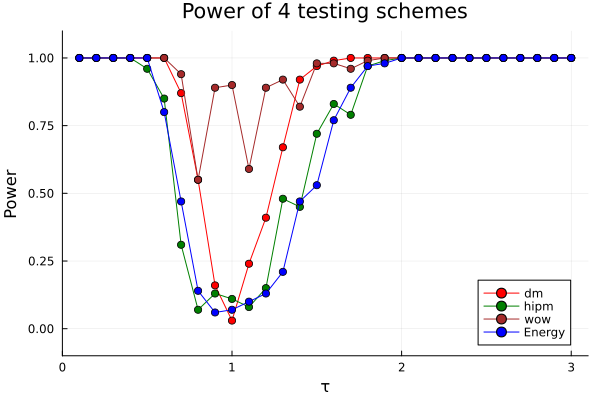 Power of 4 testing schemes
Power
1.00
0.75
0.50
0.25
0.00
0
1
2
3
τ
dm
hipm
wow
Energy